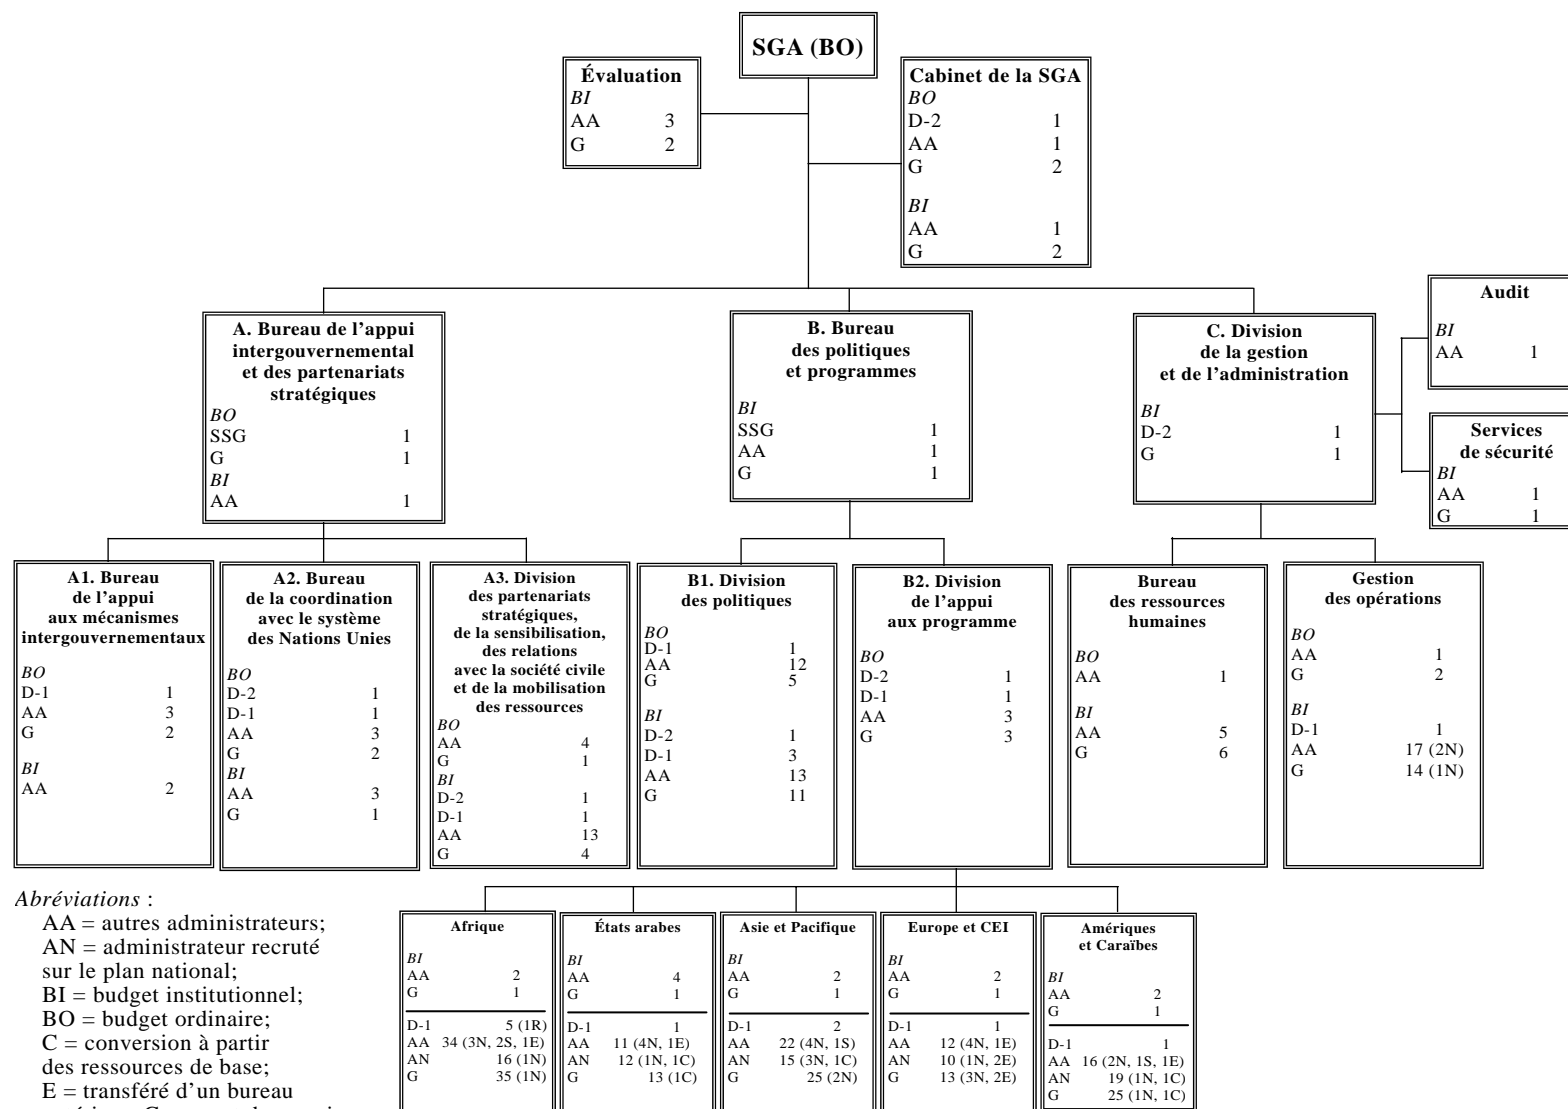 SGA (BO)
Évaluation
BI
AA 3
G 2
Cabinet de la SGA
BO
D-2 1
AA 1
G 2
BI
AA 1
G 2
A. Bureau de l'appui
intergouvernemental
et des partenariats
stratégiques
BO
SSG 1
G 1
BI
AA 1
B. Bureau
des politiques
et programmes
BI
SSG 1
AA 1
G 1
C. Division
de la gestion
et de l'administration
BI
D-2 1
G 1
Audit
BI
AA 1
Services
de sécurité
BI
AA 1
G 1
A1. Bureau
de l'appui
aux mécanismes
intergouvernementaux
BO
D-1 1
AA 3
G 2
BI
AA 2
A2. Bureau
de la coordination
avec le système
des Nations Unies
BO
D-2 1
D-1 1
AA 3
G 2
BI
AA 3
G 1
A3. Division
des partenariats
stratégiques,
de la sensibilisation,
des relations
avec la société civile
et de la mobilisation
des ressources
BO
AA 4
G 1
BI
D-2 1
D-1 1
AA 13
G 4
B1. Division
des politiques
BO
D-1 1
AA 12
G 5
BI
D-2 1
D-1 3
AA 13
G 11
B2. Division
de l'appui
aux programme
BO
D-2 1
D-1 1
AA 3
G 3
Bureau
des ressources
humaines
BO
AA 1
BI
AA 5
G 6
Gestion
des opérations
BO
AA 1
G 2
BI
D-1 1
AA 17 (2N)
G 14 (1N)
Abréviations :
AA = autres administrateurs;
AN = administrateur recruté
sur le plan national;
BI = budget institutionnel;
BO = budget ordinaire;
C = conversion à partir
des ressources de base;
E = transféré d'un bureau
Afrique
BI
AA 2
G 1
D-1 5 (1R)
AA 34 (3N, 2S, 1E)
AN 16 (1N)
G 35 (1N)
États arabes
BI
AA 4
G 1
D-1 1
AA 11 (4N, 1E)
AN 12 (1N, 1C)
G 13 (1C)
Asie et Pacifique
BI
AA 2
G 1
D-1 2
AA 22 (4N, 1S)
AN 15 (3N, 1C)
G 25 (2N)
Europe et CEI
BI
AA 2
G 1
D-1 1
AA 12 (4N, 1E)
AN 10 (1N, 2E)
G 13 (3N, 2E)
Amériques
et Caraïbes
BI
AA 2
G 1
D-1 1
AA 16 (2N, 1S, 1E)
AN 19 (1N, 1C)
G 25 (1N, 1C)